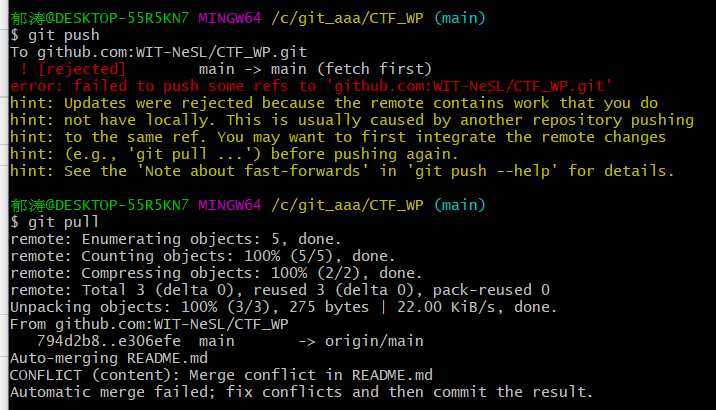 郁涛@DESKTOP-55R5KN7 MINGW64 /c/git_aaa/CTF_WP (main)
$ git push
To github.com:WIT-NeSL/CTF_WP.git
 ! [rejected]        main -> main (fetch first)
error: failed to push some refs to 'github.com:WIT-NeSL/CTF_WP.git'
hint: Updates were rejected because the remote contains work that you do
hint: not have locally. This is usually caused by another repository pushing
hint: to the same ref. You may want to first integrate the remote changes
hint: (e.g., 'git pull ...') before pushing again.
hint: See the 'Note about fast-forwards' in 'git push --help' for details.
郁涛@DESKTOP-55R5KN7 MINGW64 /c/git_aaa/CTF_WP (main)
$ git pull
remote: Enumerating objects: 5, done.
remote: Counting objects: 100% (5/5), done.
remote: Compressing objects: 100% (2/2), done.
remote: Total 3 (delta 0), reused 3 (delta 0), pack-reused 0
Unpacking objects: 100% (3/3), 275 bytes | 22.00 KiB/s, done.
From github.com:WIT-NeSL/CTF_WP
   794d2b8..e306efe  main       -> origin/main
Auto-merging README.md
CONFLICT (content): Merge conflict in README.md
Automatic merge failed; fix conflicts and then commit the result.